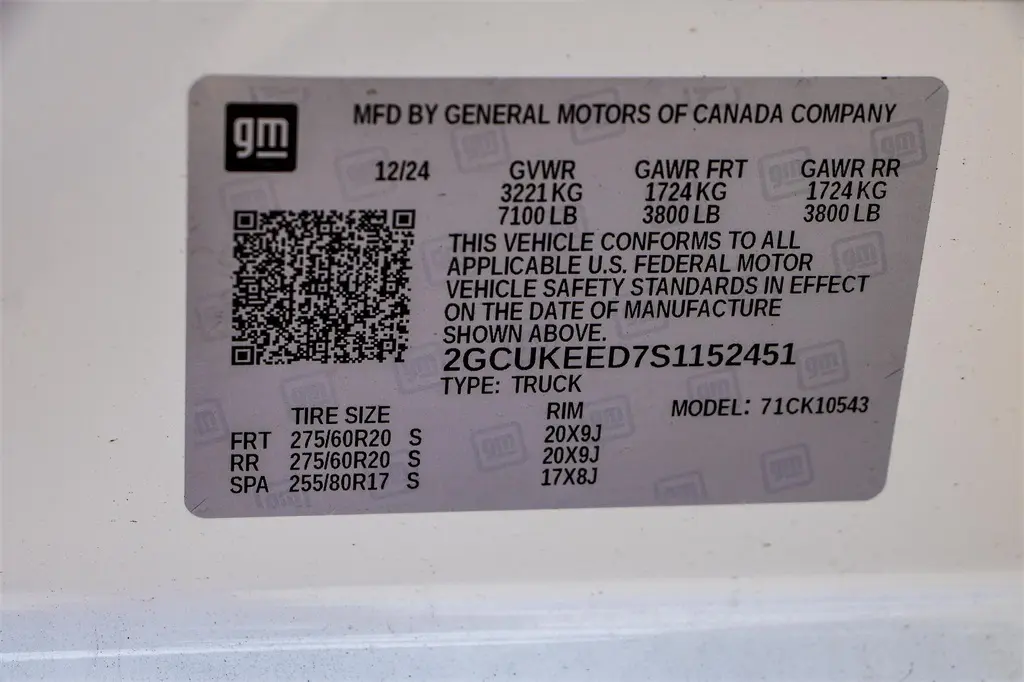 gm
MFD BY GENERAL MOTORS OF CANADA COMPANY
12/24 GVWR GAWR FRT GAWR RR
3221 KG 1724 KG 1724 KG
7100 LB 3800 LB 3800 LB
THIS VEHICLE CONFORMS TO ALL
APPLICABLE U.S. FEDERAL MOTOR
VEHICLE SAFETY STANDARDS IN EFFECT
ON THE DATE OF MANUFACTURE
SHOWN ABOVE.
2GCUKEED7S1152451
TYPE: TRUCK
TIRE SIZE RIM MODEL: 71CK10543
FRT 275/60R20 S 20X9J
RR 275/60R20 S 20X9J
SPA 255/80R17 S 17X8J